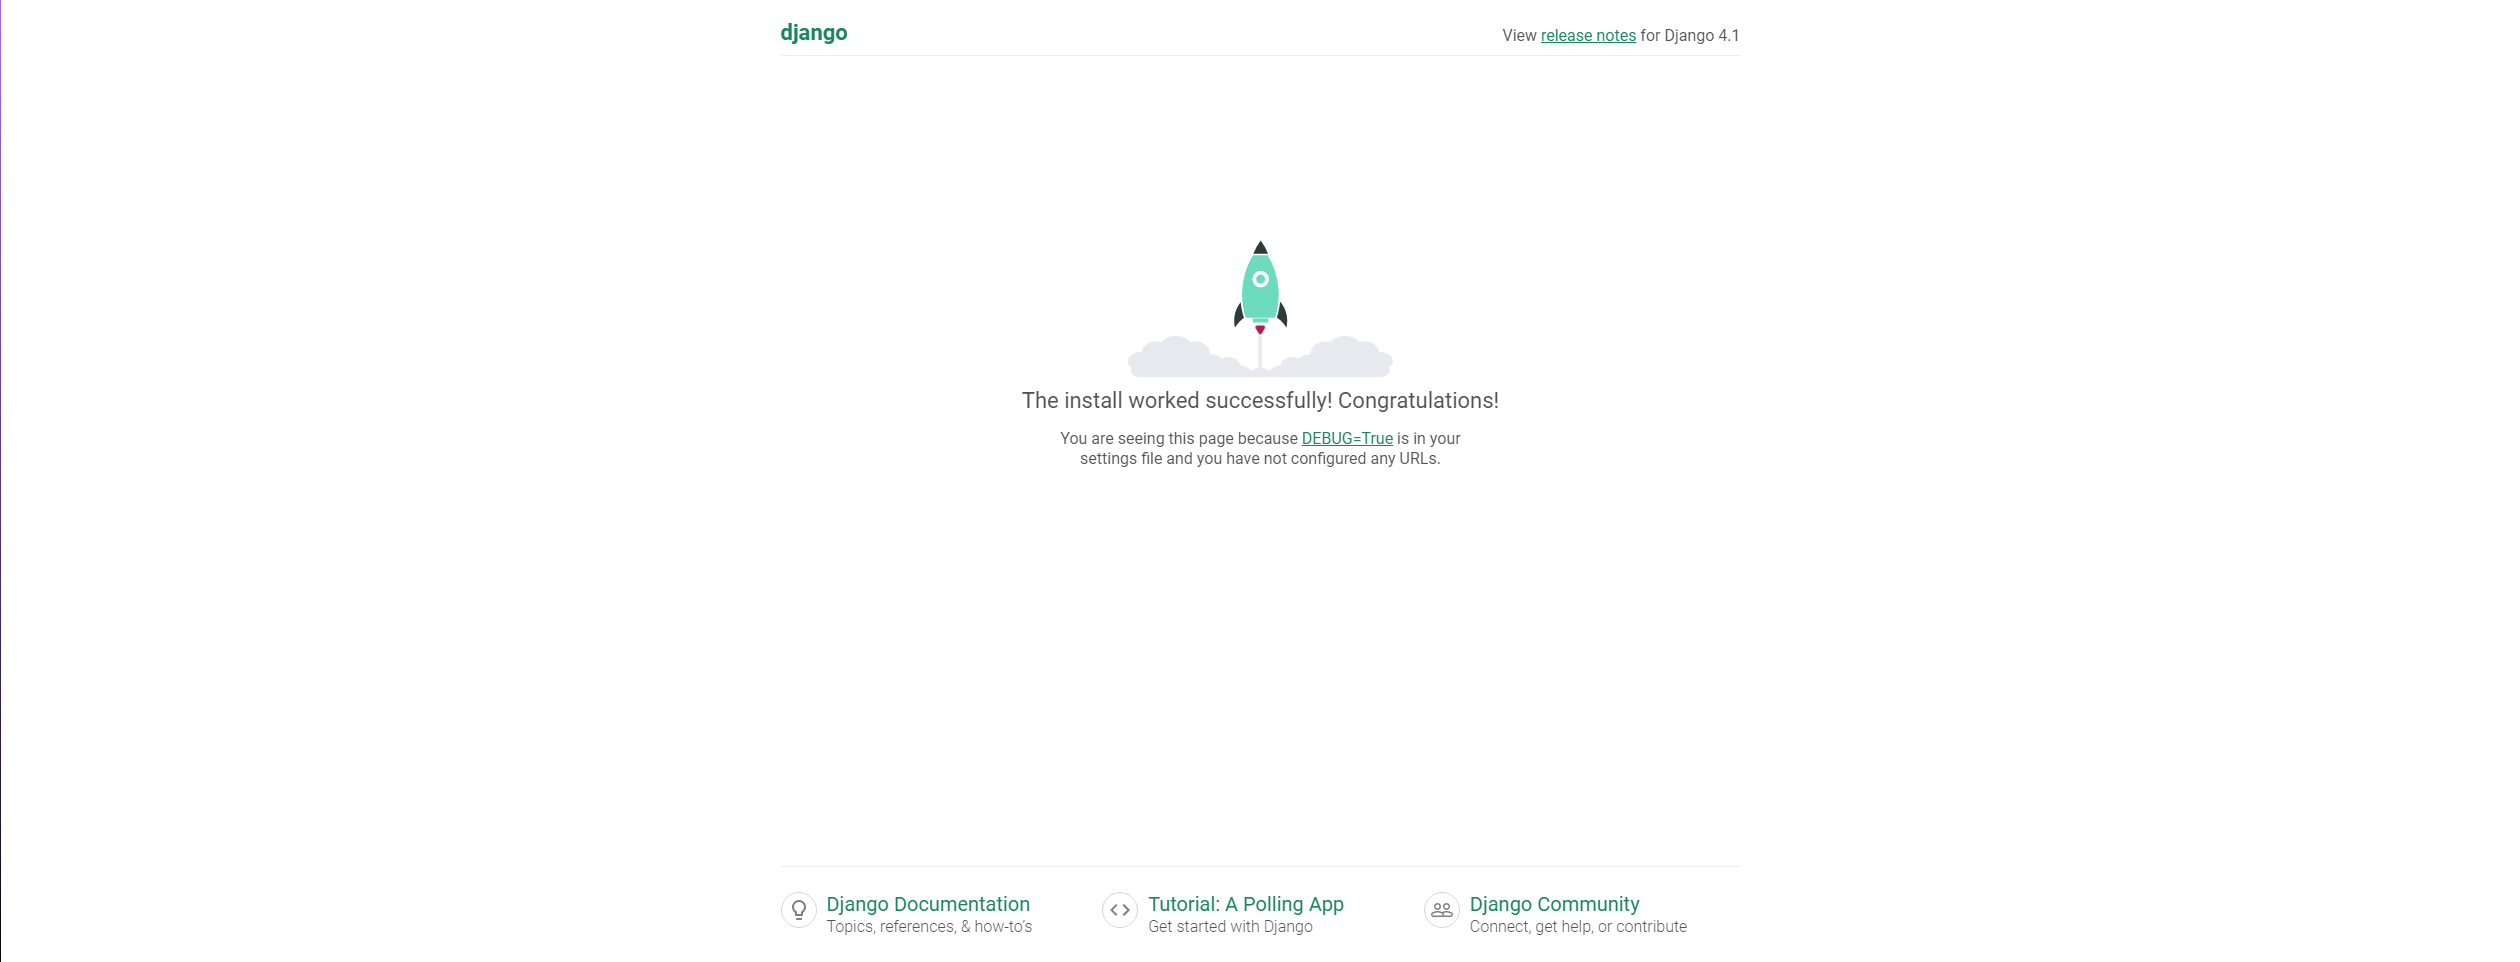 django
View release notes for Django 4.1
The install worked successfully! Congratulations!
You are seeing this page because DEBUG=True is in your
settings file and you have not configured any URLs.
Django Documentation
Topics, references, & how-to’s
Tutorial: A Polling App
Get started with Django
Django Community
Connect, get help, or contribute